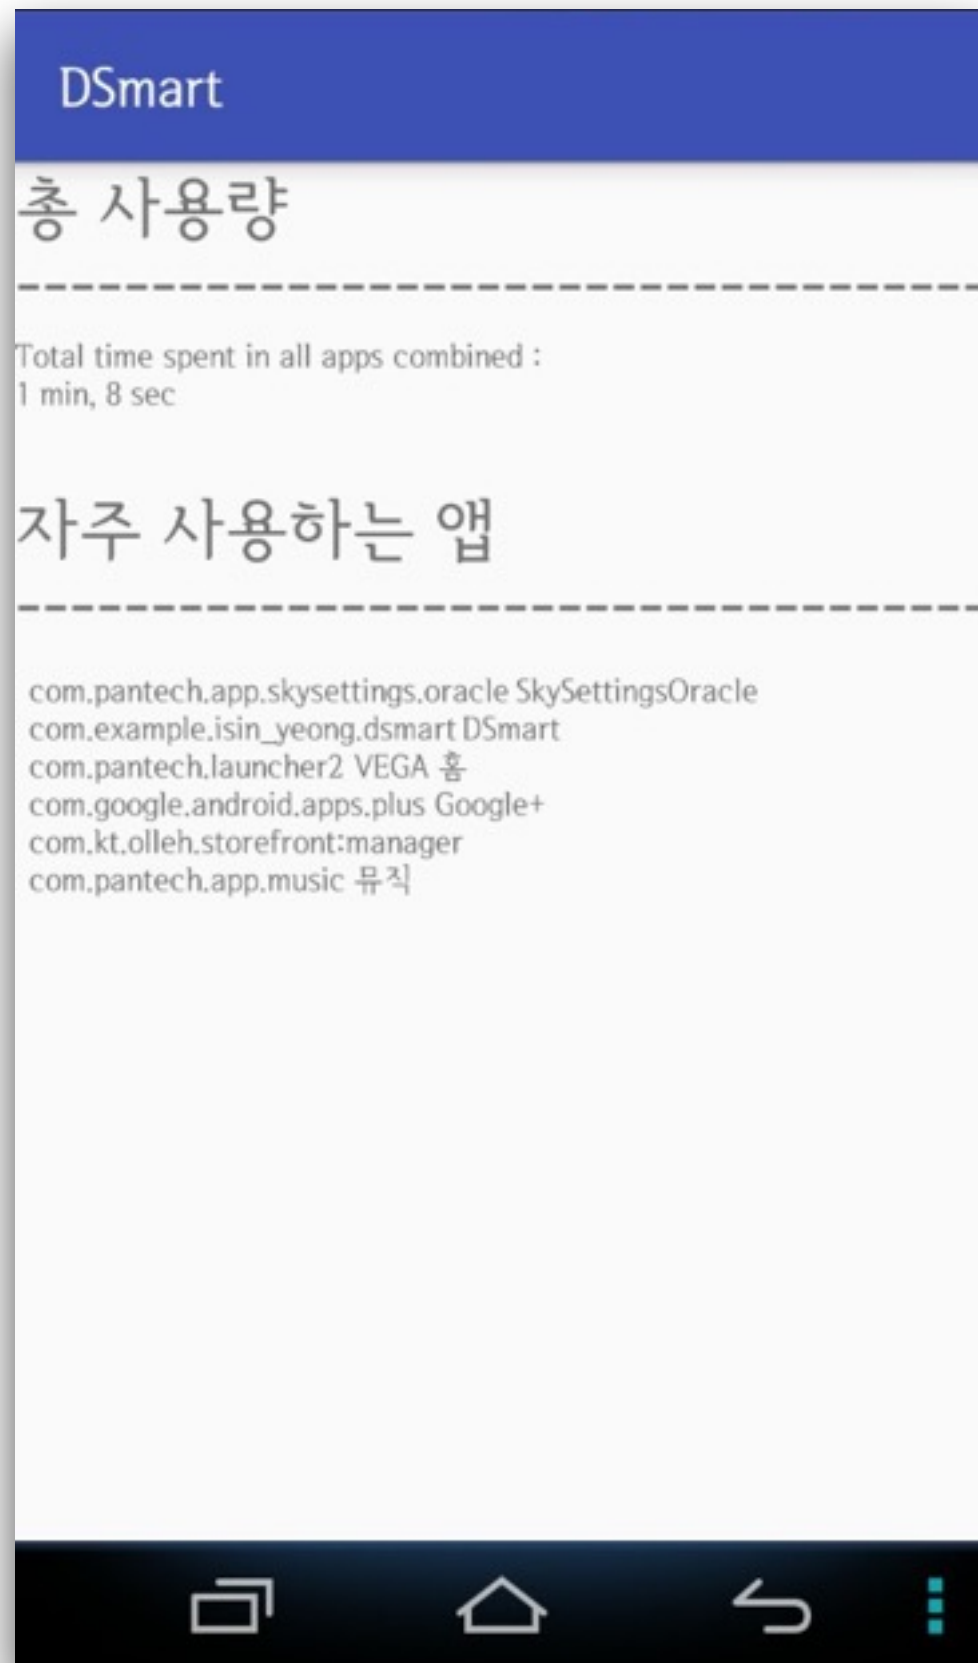 DSmart
총 사용량
------------------------------------
Total time spent in all apps combined :
1 min, 8 sec
자주 사용하는 앱
------------------------------------
com.pantech.app.skysettings.oracle SkySettingsOracle
com.example.isin_yeong.dsmart DSmart
com.pantech.launcher2 VEGA 홈
com.google.android.apps.plus Google+
com.kt.olleh.storefront:manager
com.pantech.app.music 뮤직